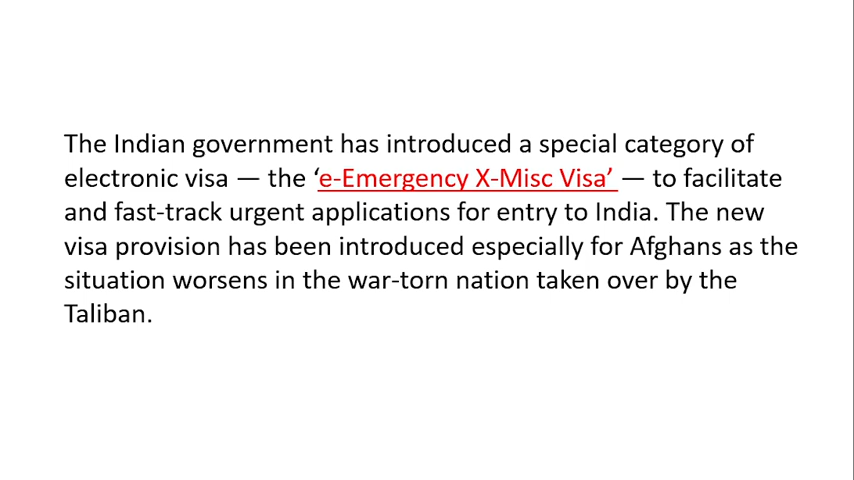 The Indian government has introduced a special category of
electronic visa — the ‘e-Emergency X-Misc Visa’ — to facilitate
and fast-track urgent applications for entry to India. The new
visa provision has been introduced especially for Afghans as the
situation worsens in the war-torn nation taken over by the
Taliban.